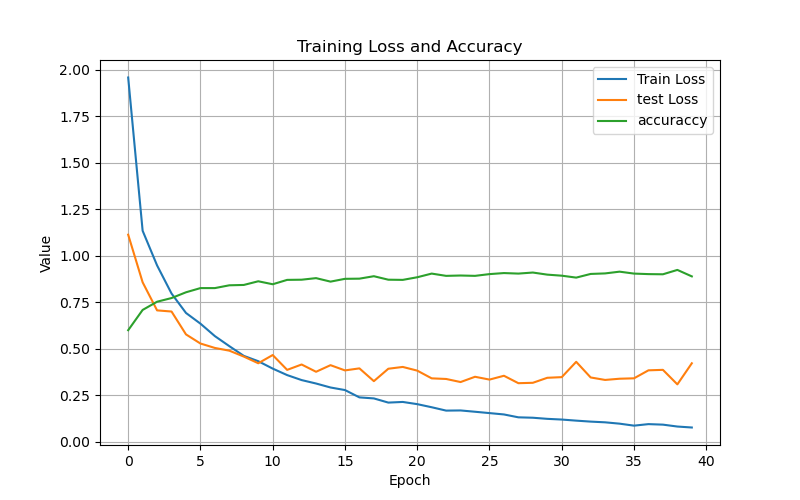 Training Loss and Accuracy
Train Loss
test Loss
accuraccy
2.00
1.75
1.50
1.25
1.00
0.75
0.50
0.25
0.00
Value
0 5 10 15 20 25 30 35 40
Epoch